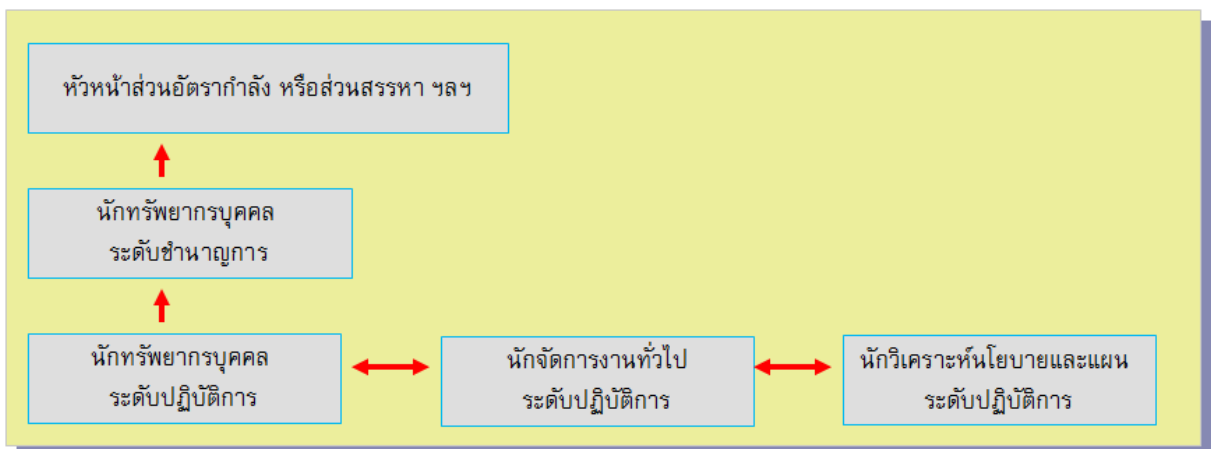 หัวหน้าส่วนอัตรากำลัง หรือส่วนสรรหา ฯลฯ
นักทรัพยากรบุคคล
ระดับชำนาญการ
นักทรัพยากรบุคคล
ระดับปฏิบัติการ
นักจัดการงานทั่วไป
ระดับปฏิบัติการ
นักวิเคราะห์นโยบายและแผน
ระดับปฏิบัติการ